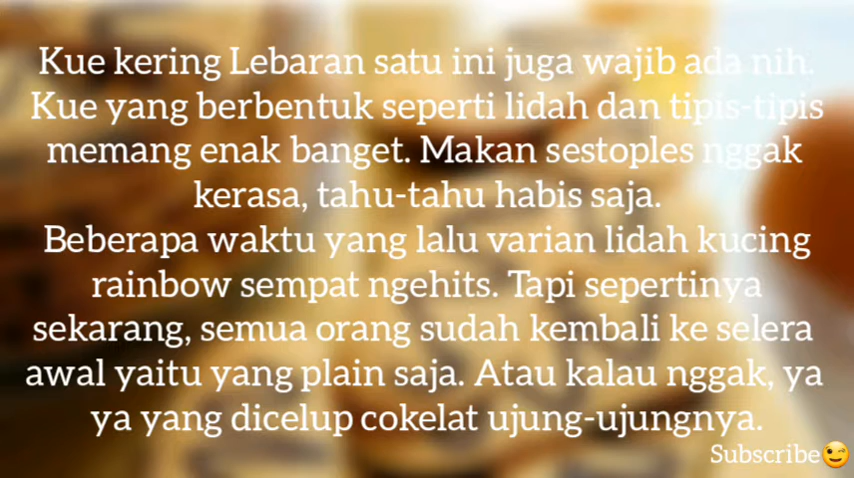 Kue kering Lebaran satu ini juga wajib ada nih.
Kue yang berbentuk seperti lidah dan tipis-tipis
memang enak banget. Makan sestoples nggak
kerasa, tahu-tahu habis saja.
Beberapa waktu yang lalu varian lidah kucing
rainbow sempat ngehits. Tapi sepertinya
sekarang, semua orang sudah kembali ke selera
awal yaitu yang plain saja. Atau kalau nggak, ya
ya yang dicelup cokelat ujung-ujungnya.
Subscribe😉